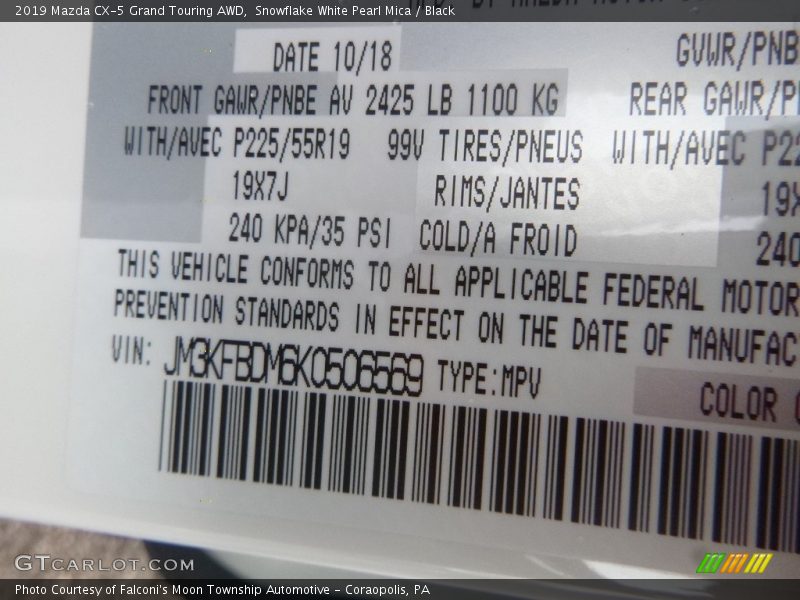 2019 Mazda CX-5 Grand Touring AWD, Snowflake White Pearl Mica / Black
DATE 10/18 GVWR/PNB
FRONT GAWR/PNBE AV 2425 LB 1100 KG REAR GAWR/P
WITH/AVEC P225/55R19 99V TIRES/PNEUS WITH/AVEC P22
19X7J RIMS/JANTES 19X
240 KPA/35 PSI COLD/A FROID 240
THIS VEHICLE CONFORMS TO ALL APPLICABLE FEDERAL MOTOR
PREVENTION STANDARDS IN EFFECT ON THE DATE OF MANUFAC
VIN: JM3KFBDM6K0506569 TYPE:MPV
COLOR
GTCARLOT.COM
Photo Courtesy of Falconi's Moon Township Automotive - Coraopolis, PA